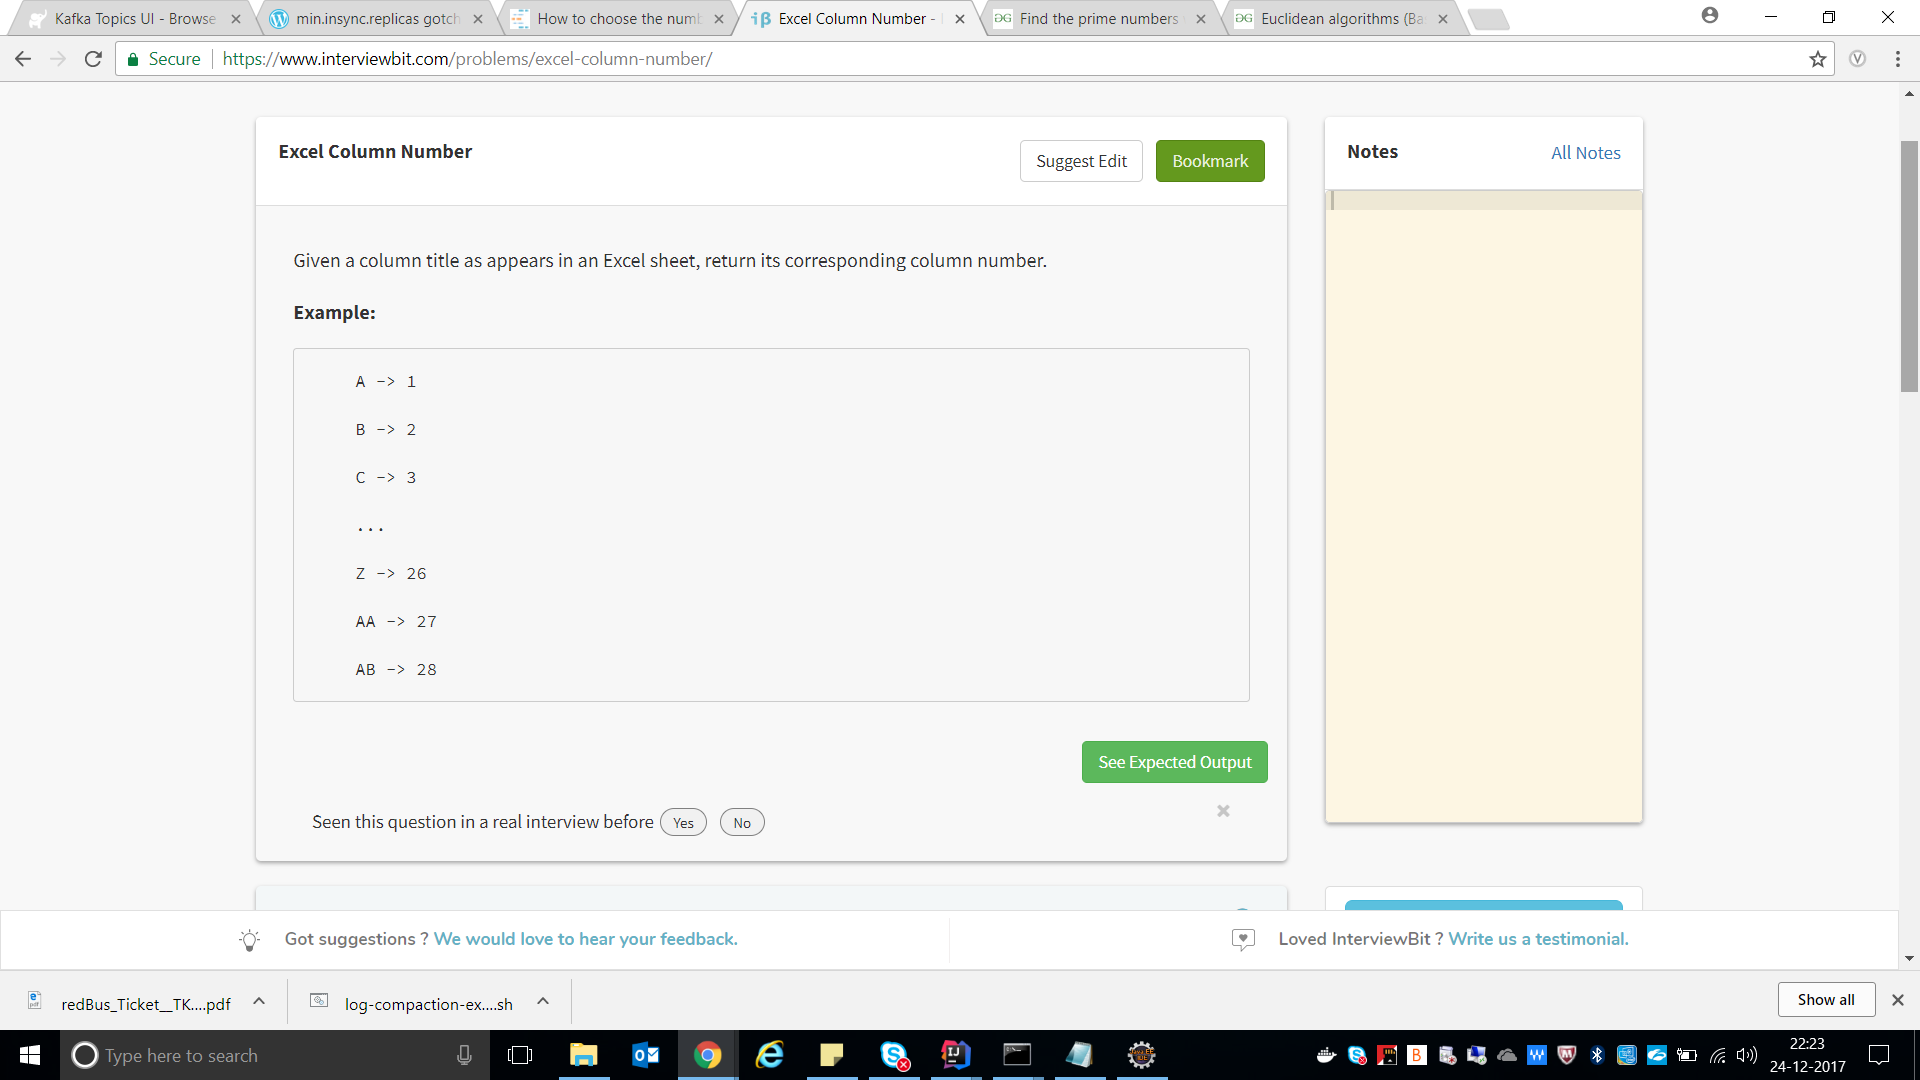 Kafka Topics UI - Browse
min.insync.replicas gotch
How to choose the numb
Excel Column Number -
Find the prime numbers
Euclidean algorithms (Ba
Secure
https://www.interviewbit.com/problems/excel-column-number/
Excel Column Number
Suggest Edit
Bookmark
Notes
All Notes
Given a column title as appears in an Excel sheet, return its corresponding column number.
Example:
A -> 1
B -> 2
C -> 3
...
Z -> 26
AA -> 27
AB -> 28
See Expected Output
Seen this question in a real interview before
Yes
No
Got suggestions ? We would love to hear your feedback.
Loved InterviewBit ? Write us a testimonial.
redBus_Ticket__TK....pdf
log-compaction-ex....sh
Show all
Type here to search
22:23
24-12-2017